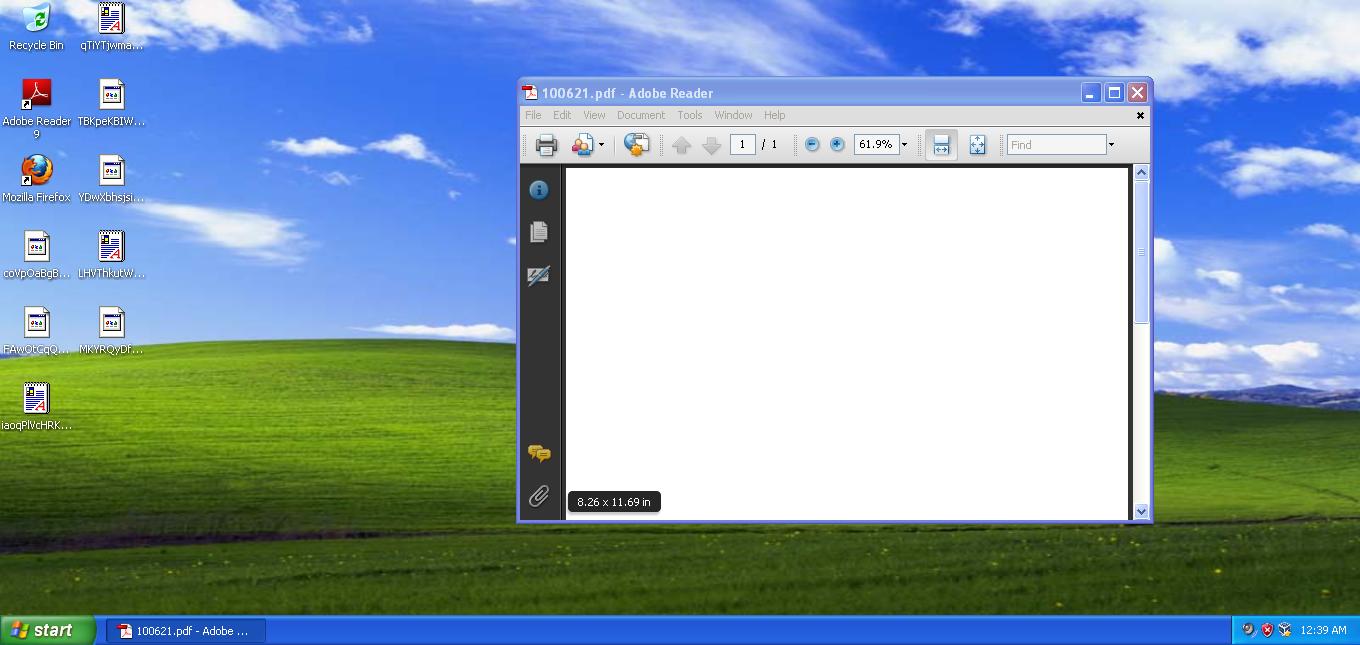 Recycle Bin
qTiYTjwma...
Adobe Reader 9
TBKpeKBIW...
Mozilla Firefox
YDwXbhsjsi...
coVpOaBgB...
LHVThkutW...
FAwOtCqQ...
MKYRQyDf...
iaoqPlVcHRK...
100621.pdf - Adobe Reader
File Edit View Document Tools Window Help
1 / 1 61.9% Find
8.26 x 11.69 in
start 100621.pdf - Adobe ... 12:39 AM